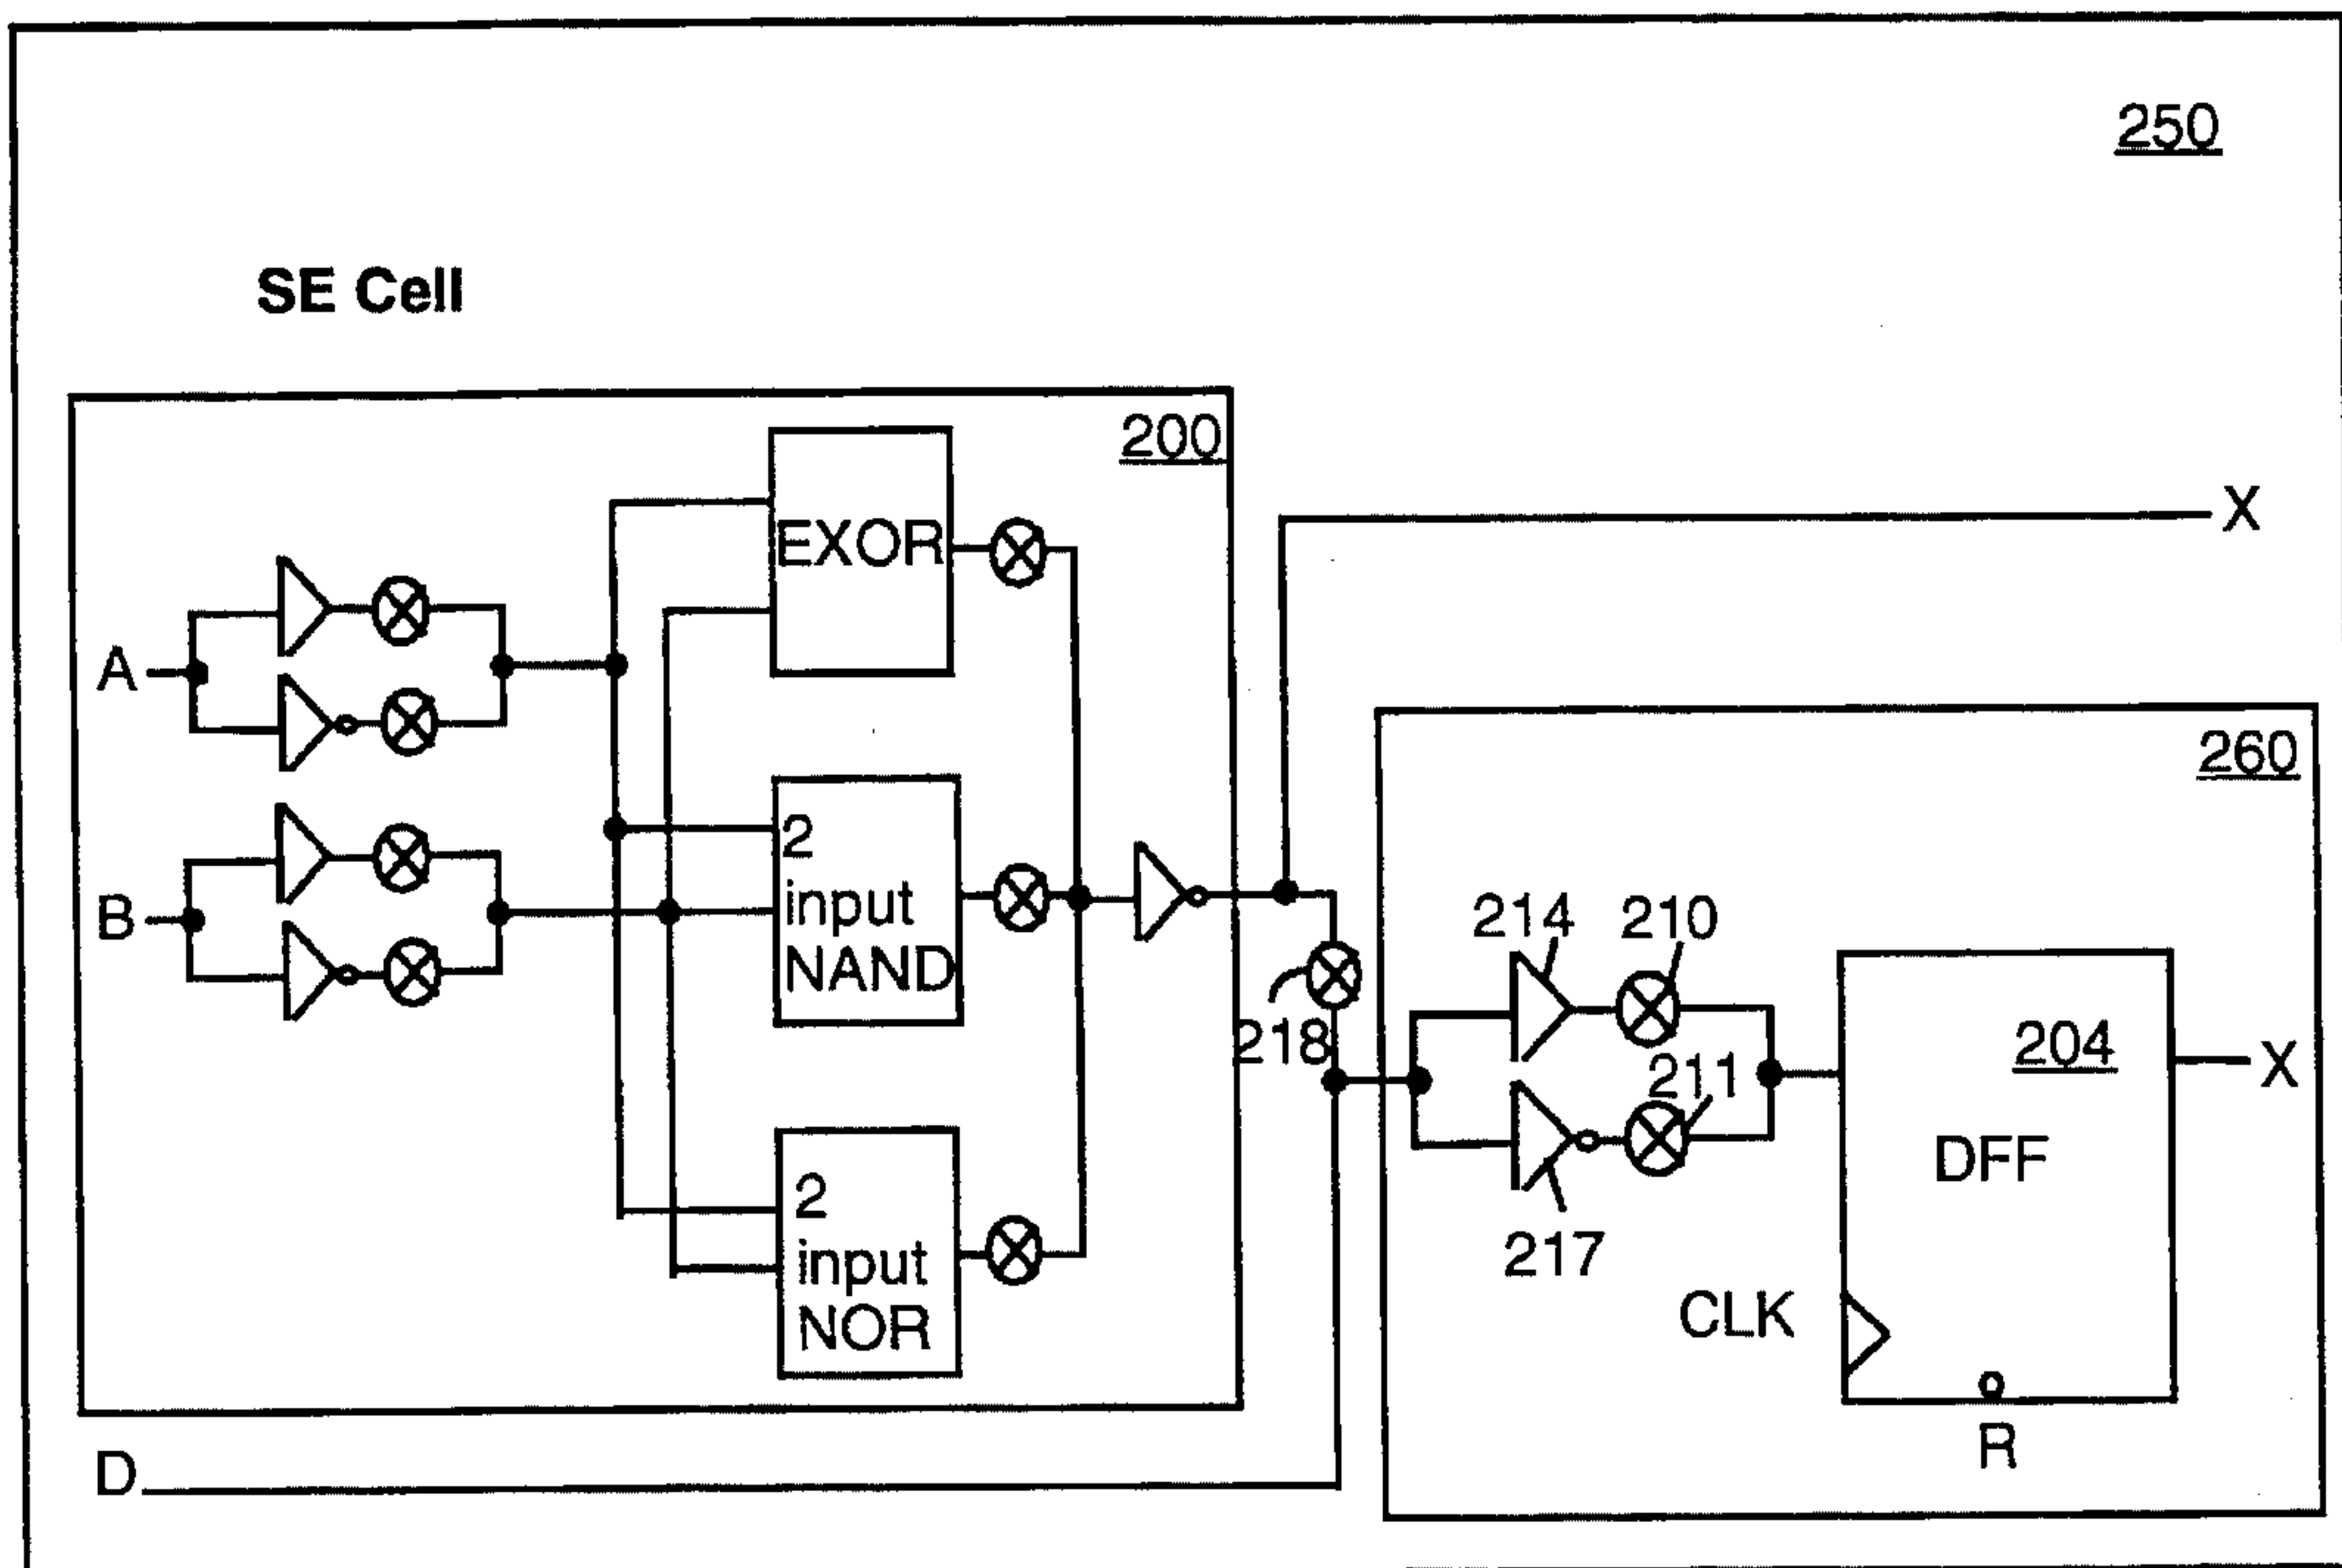 250
SE Cell
200
EXOR
X
A
260
2
input
NAND
B
214
210
218
204
X
211
DFF
2
input
NOR
217
CLK
R
D